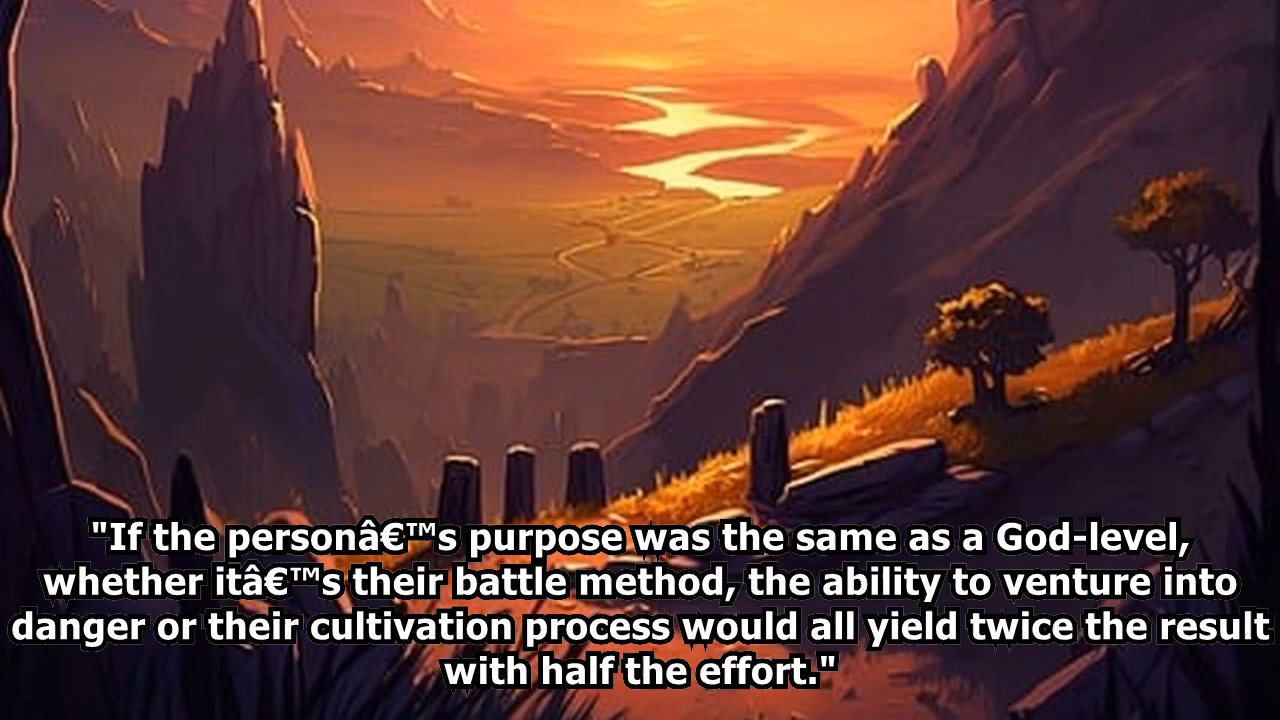 "If the personâ€™s purpose was the same as a God-level,
whether itâ€™s their battle method, the ability to venture into
danger or their cultivation process would all yield twice the result
with half the effort."